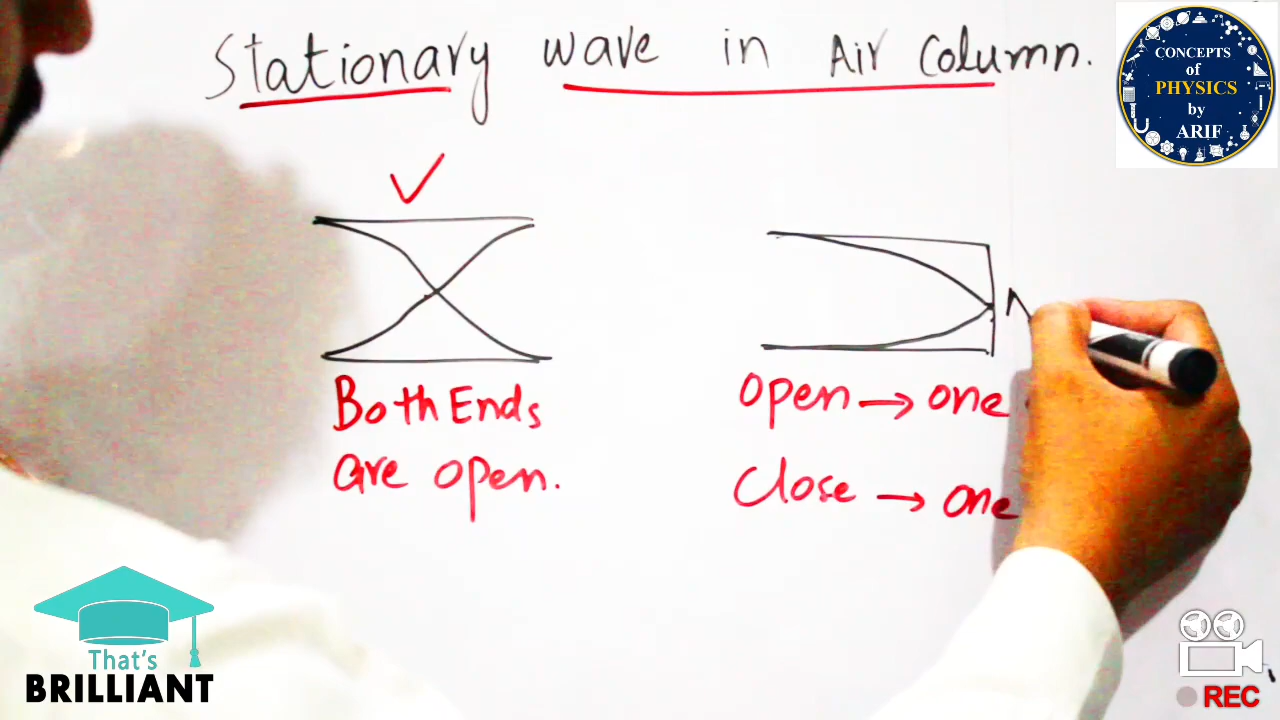 Stationary wave in Air Column.
CONCEPTS
of
PHYSICS
by
ARIF
Both Ends
are open.
Open → one
Close → one
N
That's
BRILLIANT
REC